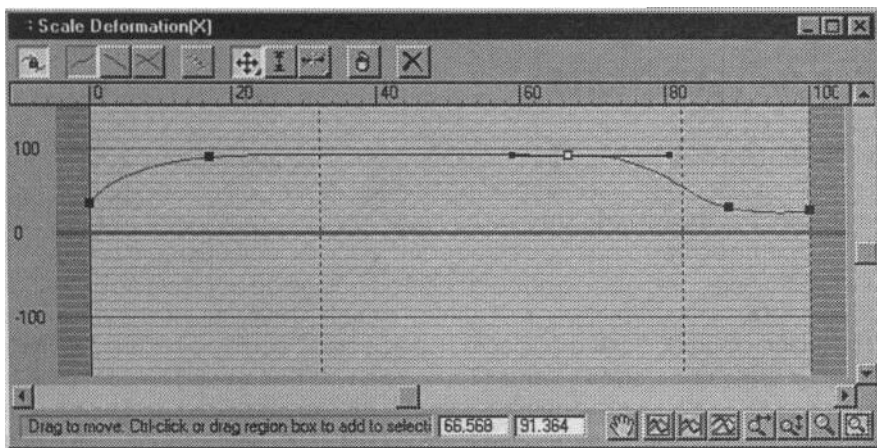 : Scale Deformation(X)
0 20 40 60 80 100
100
0
-100
Drag to move. Ctrl-click or drag region box to add to selecti 66.568 91.364